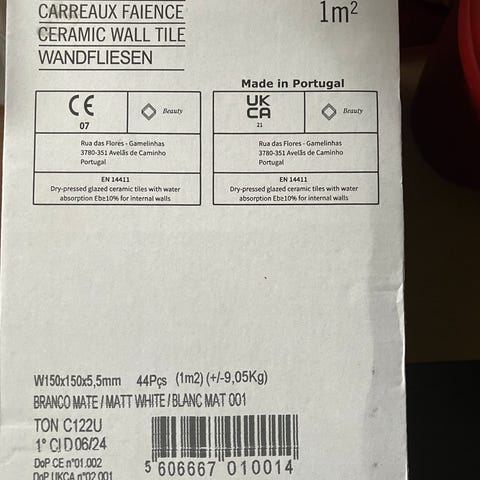 CARREAUX FAIENCE
1m²
CERAMIC WALL TILE
WANDFLIESEN
Made in Portugal
CE
07
Beauty
Rua das Flores - Gamelinhas
3780-351 Avelãs de Caminho
Portugal
EN 14411
Dry-pressed glazed ceramic tiles with water
absorption Eb≥10% for internal walls
UK
CA
21
Beauty
Rua das Flores - Gamelinhas
3780-351 Avelãs de Caminho
Portugal
EN 14411
Dry-pressed glazed ceramic tiles with water
absorption Eb≥10% for internal walls
W150x150x5,5mm 44Pçs (1m2) (+/-9,05Kg)
BRANCO MATE / MATT WHITE / BLANC MAT 001
TON C122U
1° CI D 06/24
DoP CE n°01.002
DoP UKCA n°02.001
5 606667 010014